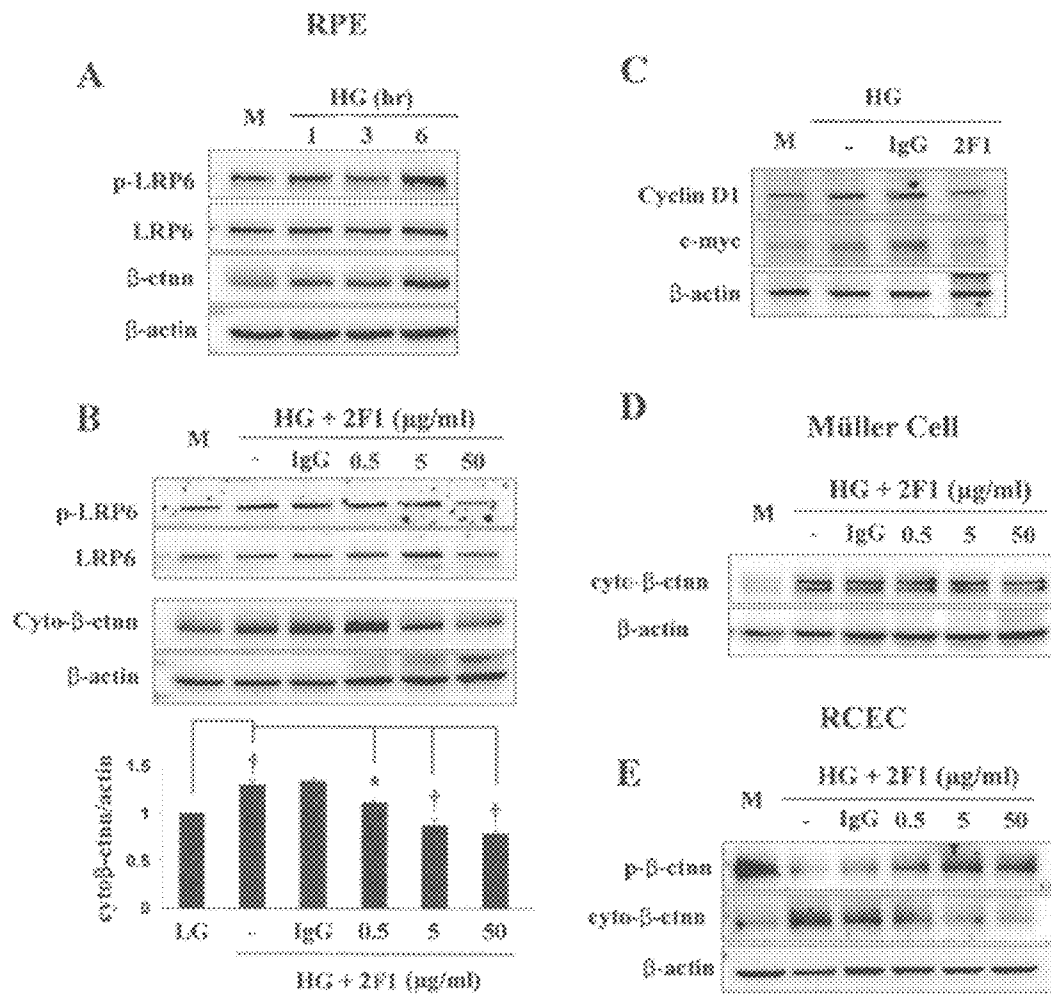 RPE
A
HG (hr)
M 1 3 6
p-LRP6
LRP6
β-ctnn
β-actin
B
HG + 2F1 (µg/ml)
M - IgG 0.5 5 50
p-LRP6
LRP6
Cyto-β-ctnn
β-actin
cytoβ-ctnn/actin
1.5
1
0.5
0
† * † †
LG - IgG 0.5 5 50
HG + 2F1 (µg/ml)
C
HG
M - IgG 2F1
Cyclin D1
c-myc
β-actin
D
Müller Cell
HG + 2F1 (µg/ml)
M - IgG 0.5 5 50
cyto-β-ctnn
β-actin
RCEC
E
HG + 2F1 (µg/ml)
M - IgG 0.5 5 50
p-β-ctnn
cyto-β-ctnn
β-actin